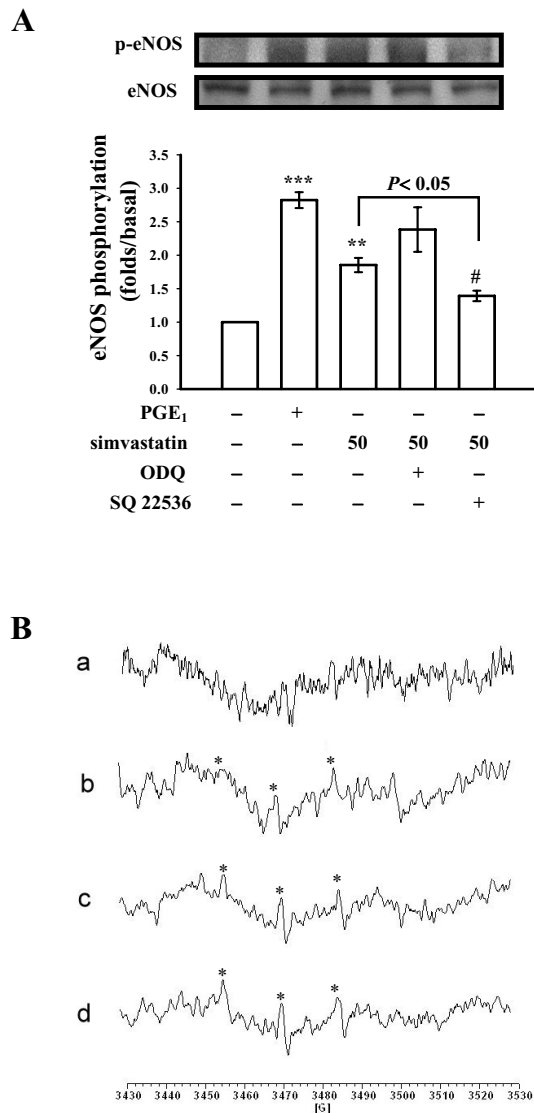 A
p-eNOS
eNOS
eNOS phosphorylation
(folds/basal)
3.5
3.0
2.5
2.0
1.5
1.0
0.5
0.0
***
**
P< 0.05
#
PGE₁ – + – – –
simvastatin – – 50 50 50
ODQ – – – + –
SQ 22536 – – – – +
B
a
b * * *
c * * *
d * * *
3430 3440 3450 3460 3470 3480 3490 3500 3510 3520 3530
[G]